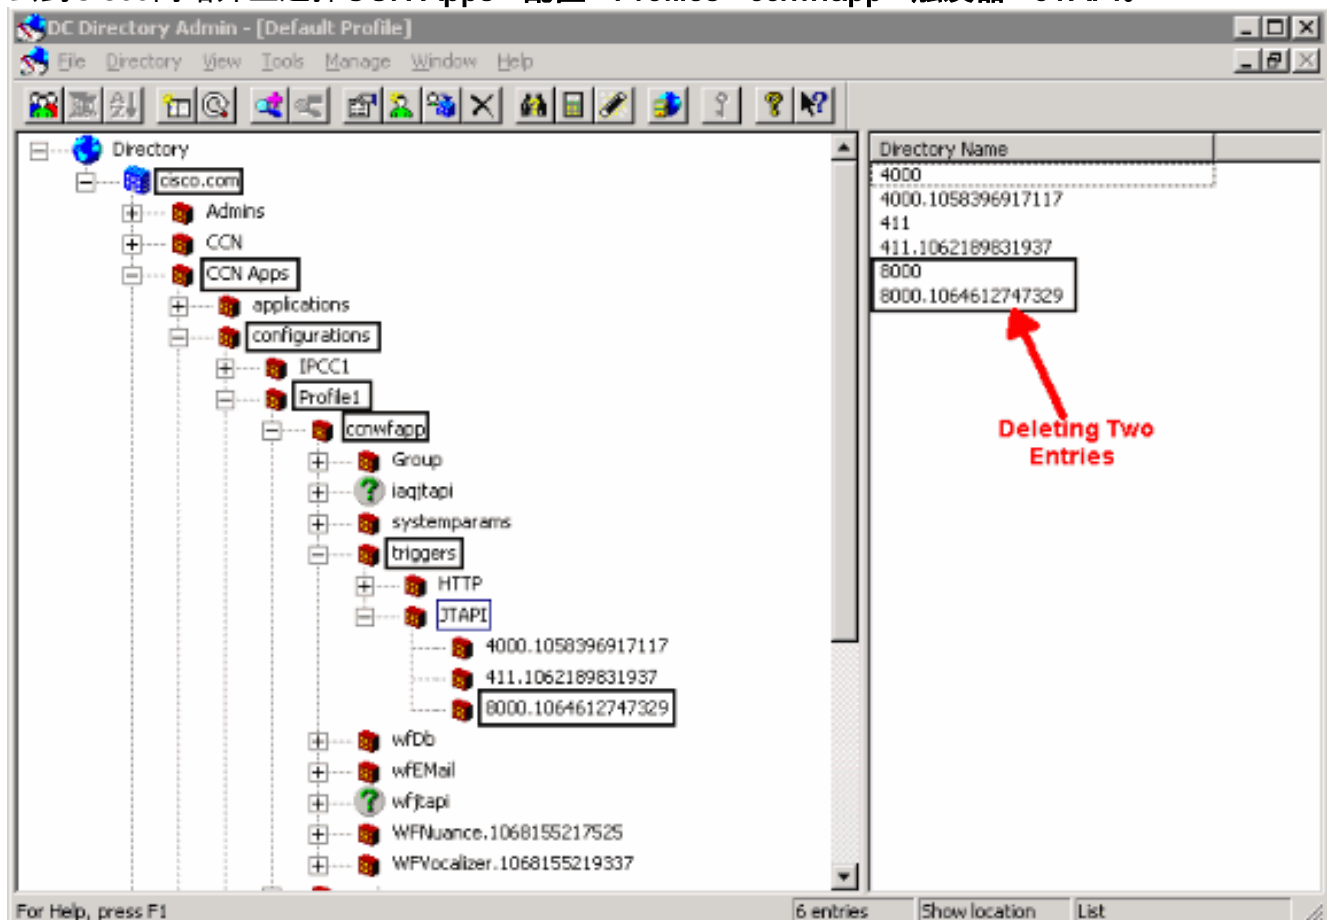 DC Directory Admin - [Default Profile]
File Directory View Tools Manage Window Help
Directory
cisco.com
Admins
CCN
CCN Apps
applications
configurations
IPCC1
Profile1
ccnwfapp
Group
iaqjtapi
systemparams
triggers
HTTP
JTAPI
4000.1058396917117
411.1062189831937
8000.1064612747329
wfDb
wfEMail
wfjtapi
WFNuance.1068155217525
WFVocalizer.1068155219337
Directory Name
4000
4000.1058396917117
411
411.1062189831937
8000
8000.1064612747329
Deleting Two
Entries
For Help, press F1
6 entries
Show location
List